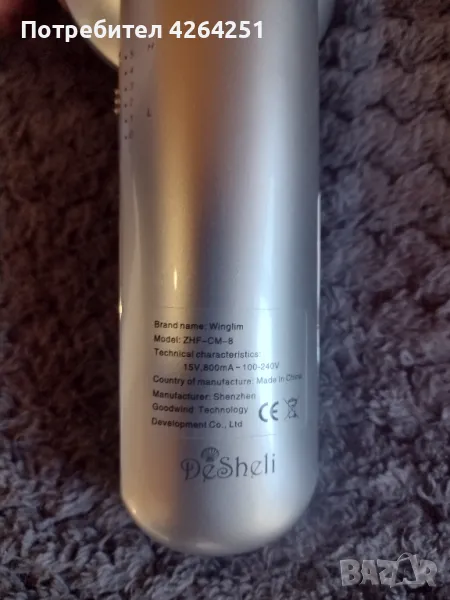 Потребител 4264251
H
L
Brand name: Winglim
Model: ZHF-CM-8
Technical characteristics:
15V,800mA-100-240V
Country of manufacture: Made in China
Manufacturer: Shenzhen
Goodwind Technology
Development Co., Ltd
CE
DeSheli
BAZAR